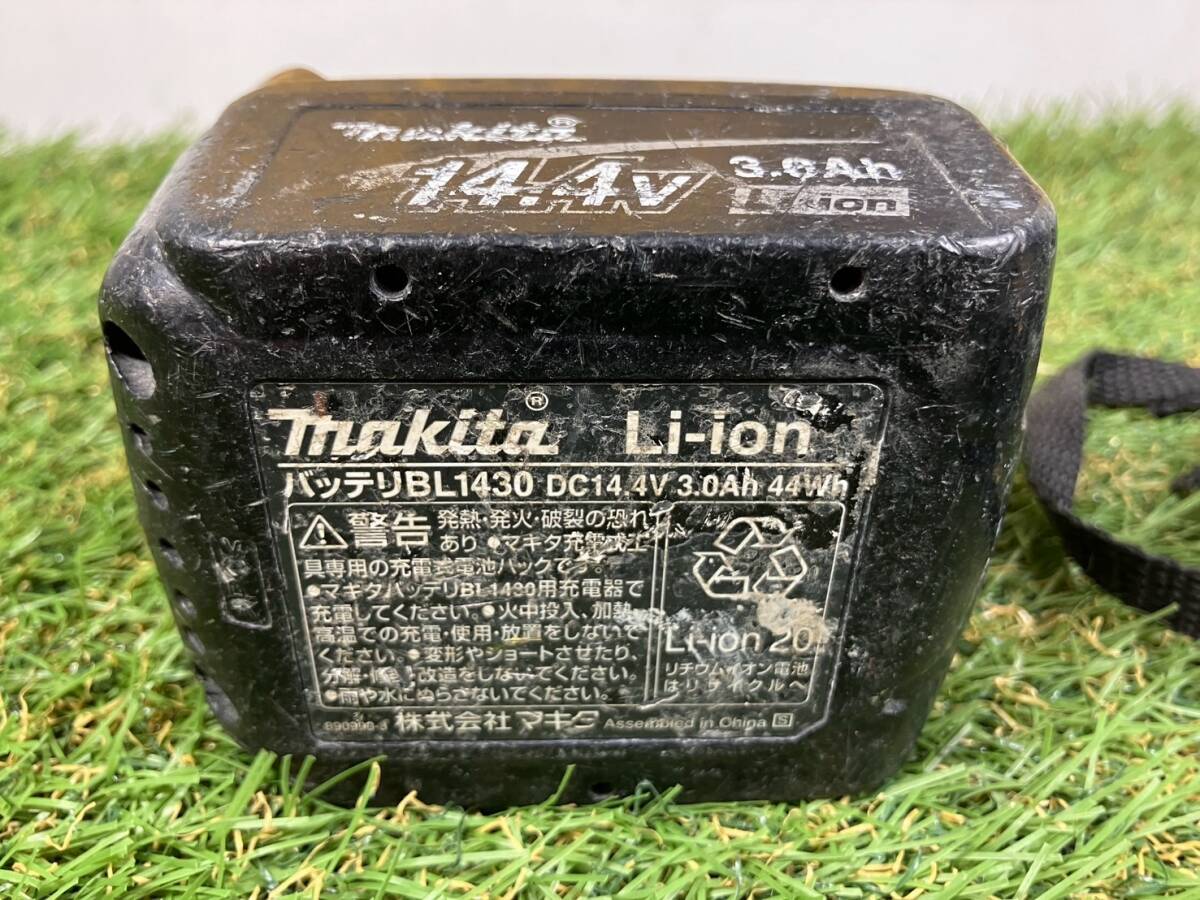 makita®
14.4V
3.0Ah
Li-ion
makita® Li-ion
バッテリBL1430 DC14.4V 3.0Ah 44Wh
警告 発熱・発火・破裂の恐れ
あり ●マキタ充電式工
具専用の充電式電池パックです。
●マキタバッテリBL1430用充電器で
充電してください。●火中投入、加熱、
高温での充電・使用・放置をしないで
ください。●変形やショートさせたり、
分解・改造をしないでください。
●雨や水にぬらさないでください。
Li-ion 20
リチウムイオン電池
はリサイクルへ
株式会社マキタ Assembled in China S